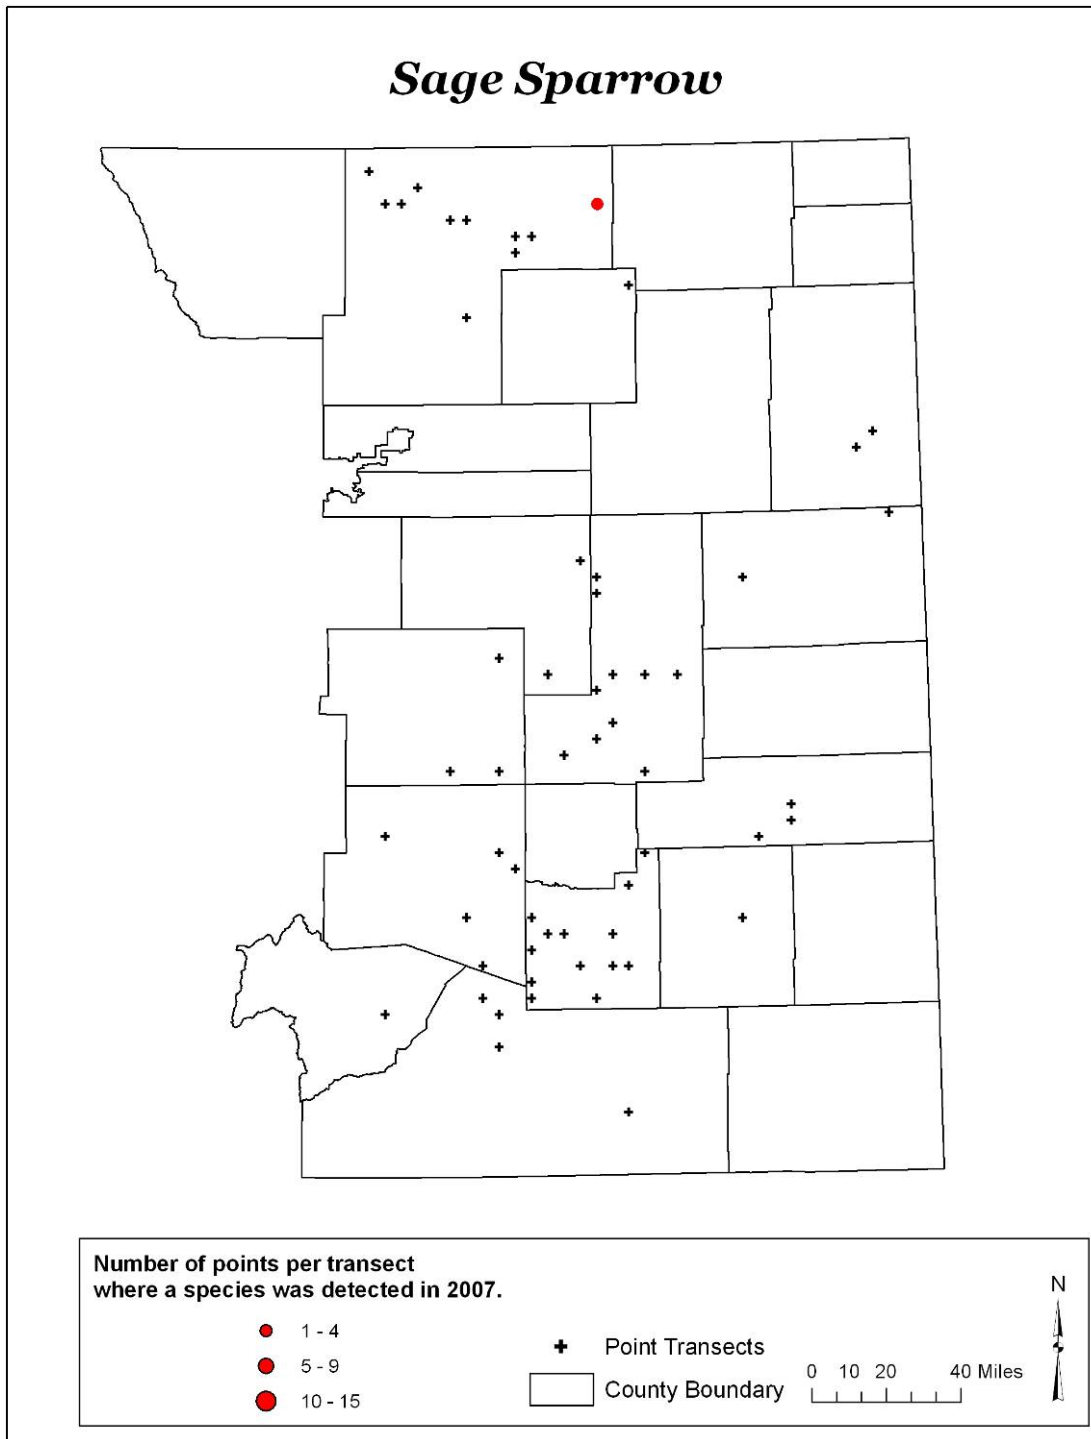 Sage Sparrow
Number of points per transect
where a species was detected in 2007.
1 - 4
5 - 9
10 - 15
Point Transects
County Boundary
N
0 10 20 40 Miles